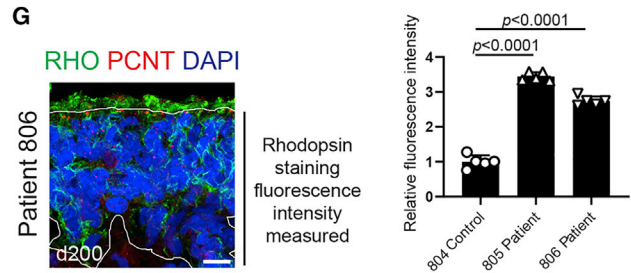 G
RHO PCNT DAPI
Patient 806
d200
Rhodopsin
staining
fluorescence
intensity
measured
Relative fluorescence intensity
p<0.0001
p<0.0001
4
3
2
1
0
804 Control
805 Patient
806 Patient